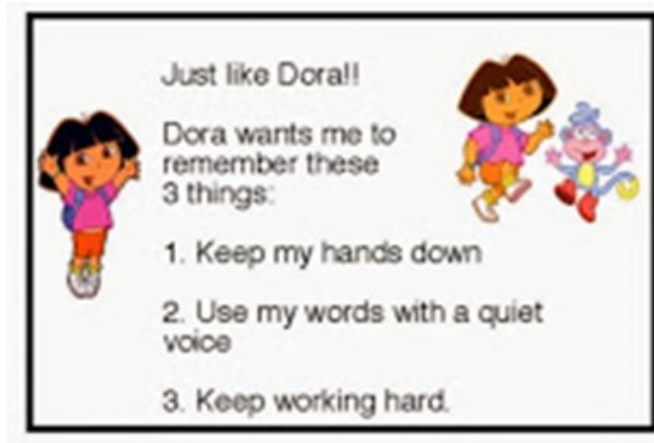 Just like Dora!!
Dora wants me to
remember these
3 things:
1. Keep my hands down
2. Use my words with a quiet
voice
3. Keep working hard.